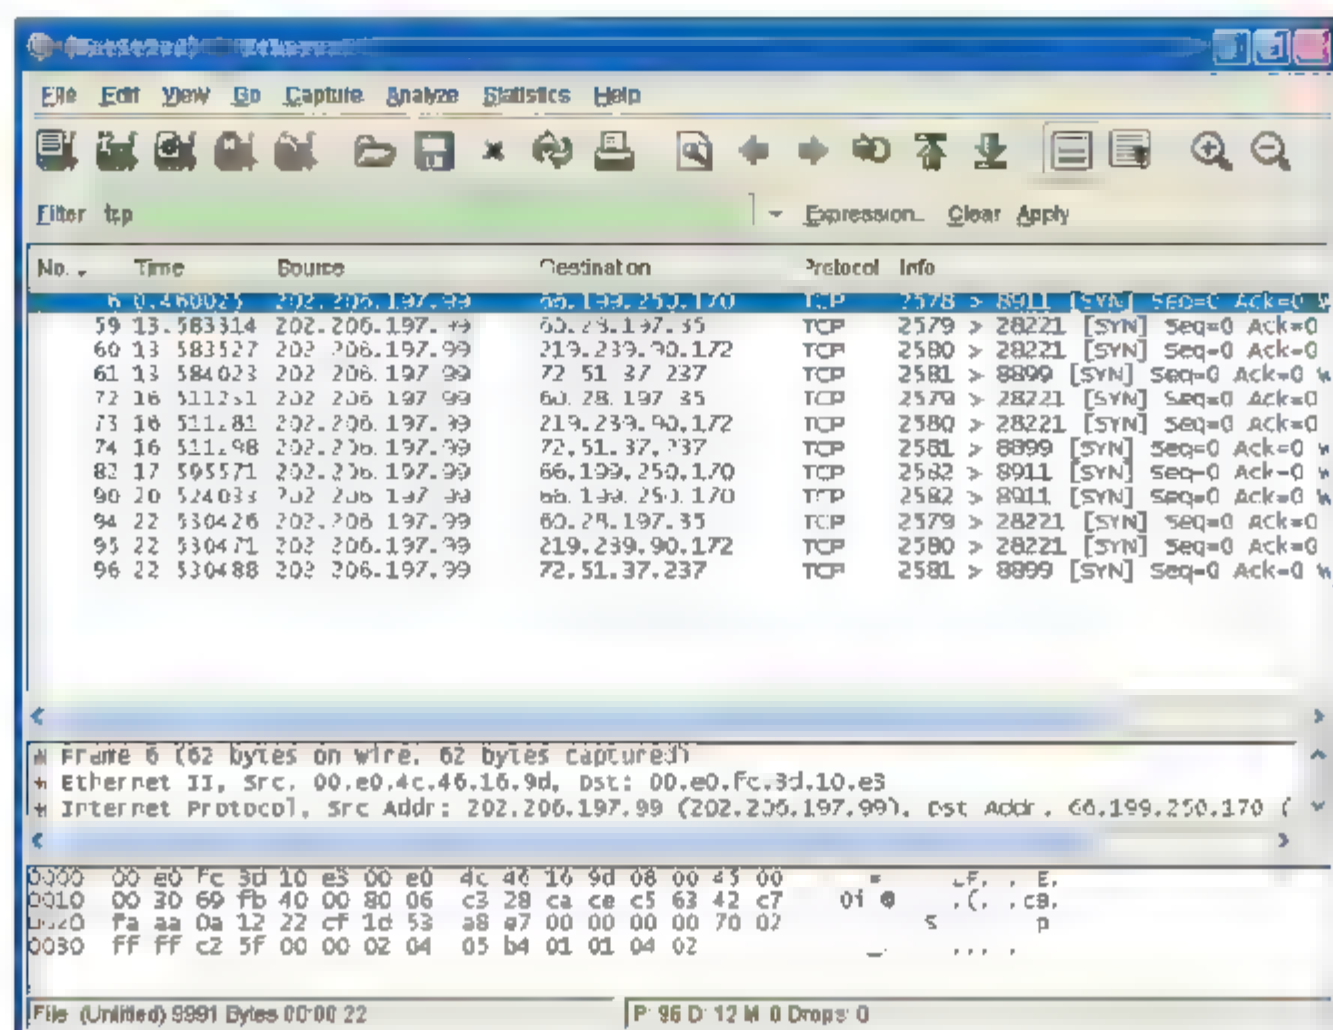 File Edit View Go Capture Analyze Statistics Help
Filter tcp Expression... Clear Apply
No. Time Source Destination Protocol Info
6 0.460025 202.206.197.99 66.199.250.170 TCP 2578 > 8911 [SYN] Seq=0 Ack=0 W
59 13.583314 202.206.197.99 60.28.197.35 TCP 2579 > 28221 [SYN] Seq=0 Ack=0
60 13.583527 202.206.197.99 219.239.90.172 TCP 2580 > 28221 [SYN] Seq=0 Ack=0
61 13.584023 202.206.197.99 72.51.37.237 TCP 2581 > 8899 [SYN] Seq=0 Ack=0 W
72 16.511251 202.206.197.99 60.28.197.35 TCP 2579 > 28221 [SYN] Seq=0 Ack=0
73 16.511281 202.206.197.99 219.239.90.172 TCP 2580 > 28221 [SYN] Seq=0 Ack=0
74 16.511298 202.206.197.99 72.51.37.237 TCP 2581 > 8899 [SYN] Seq=0 Ack=0 W
82 17.595571 202.206.197.99 66.199.250.170 TCP 2582 > 8911 [SYN] Seq=0 Ack=0 W
90 20.524033 202.206.197.99 66.199.250.170 TCP 2582 > 8911 [SYN] Seq=0 Ack=0 W
94 22.530426 202.206.197.99 60.28.197.35 TCP 2579 > 28221 [SYN] Seq=0 Ack=0
95 22.530471 202.206.197.99 219.239.90.172 TCP 2580 > 28221 [SYN] Seq=0 Ack=0
96 22.530488 202.206.197.99 72.51.37.237 TCP 2581 > 8899 [SYN] Seq=0 Ack=0 W
Frame 6 (62 bytes on wire, 62 bytes captured)
Ethernet II, Src: 00:e0:4c:46:16:9d, Dst: 00:e0:fc:3d:10:e3
Internet Protocol, Src Addr: 202.206.197.99 (202.206.197.99), Dst Addr: 66.199.250.170 (
0000 00 e0 fc 3d 10 e3 00 e0 4c 46 16 9d 08 00 45 00
0010 00 30 69 fb 40 00 80 06 c3 28 ca ce c5 63 42 c7
0020 fa aa 0a 12 22 cf 1d 53 a8 e7 00 00 00 00 70 02
0030 ff ff c2 5f 00 00 02 04 05 b4 01 01 04 02
File: (Untitled) 9991 Bytes 00:00:22 P: 96 D: 12 M: 0 Drops: 0